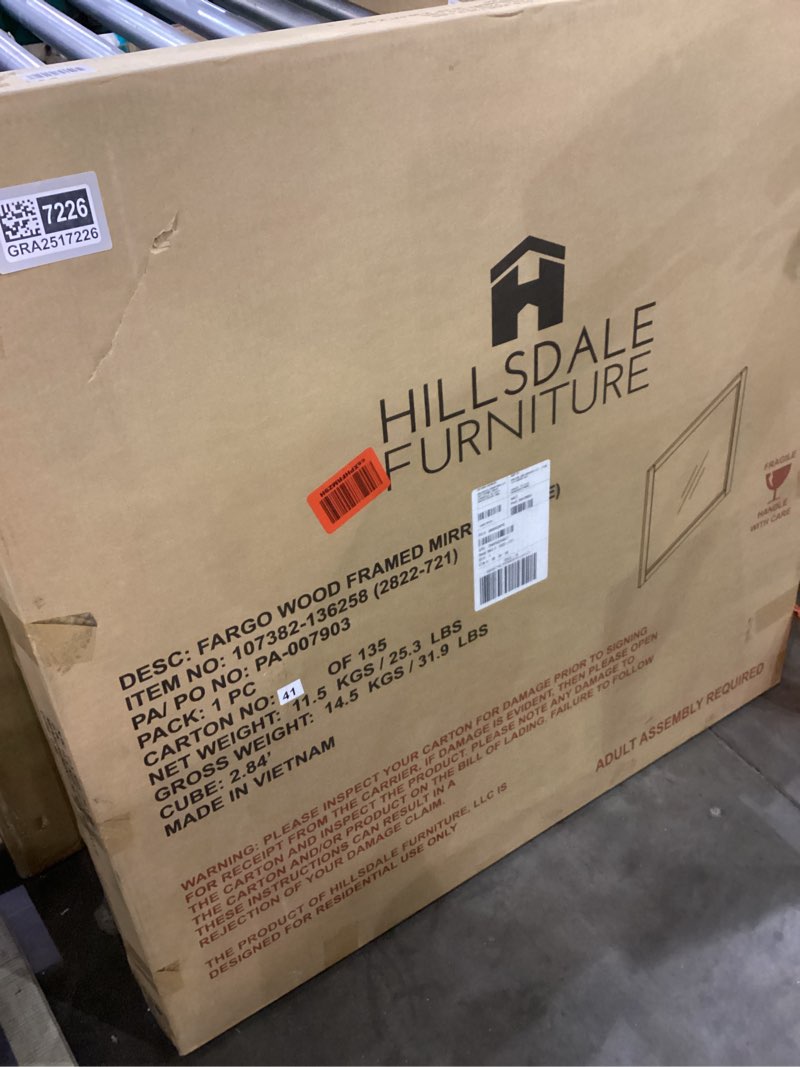 7226
GRA2517226
HILLSDALE
FURNITURE
FRAGILE
HANDLE
WITH CARE
DESC: FARGO WOOD FRAMED MIRR E)
ITEM NO: 107382-136258 (2822-721)
PA/ PO NO: PA-007903
PACK: 1 PC
CARTON NO: 41 OF 135
NET WEIGHT: 11.5 KGS / 25.3 LBS
GROSS WEIGHT: 14.5 KGS / 31.9 LBS
CUBE: 2.84'
MADE IN VIETNAM
WARNING: PLEASE INSPECT YOUR CARTON FOR DAMAGE PRIOR TO SIGNING
FOR RECEIPT FROM THE CARRIER. IF DAMAGE IS EVIDENT, THEN PLEASE OPEN
THE CARTON AND INSPECT THE PRODUCT. PLEASE NOTE ANY DAMAGE TO
THE CARTON AND/OR PRODUCT ON THE BILL OF LADING. FAILURE TO FOLLOW
THESE INSTRUCTIONS CAN RESULT IN A
REJECTION OF YOUR DAMAGE CLAIM.
ADULT ASSEMBLY REQUIRED
THE PRODUCT OF HILLSDALE FURNITURE, LLC IS
DESIGNED FOR RESIDENTIAL USE ONLY